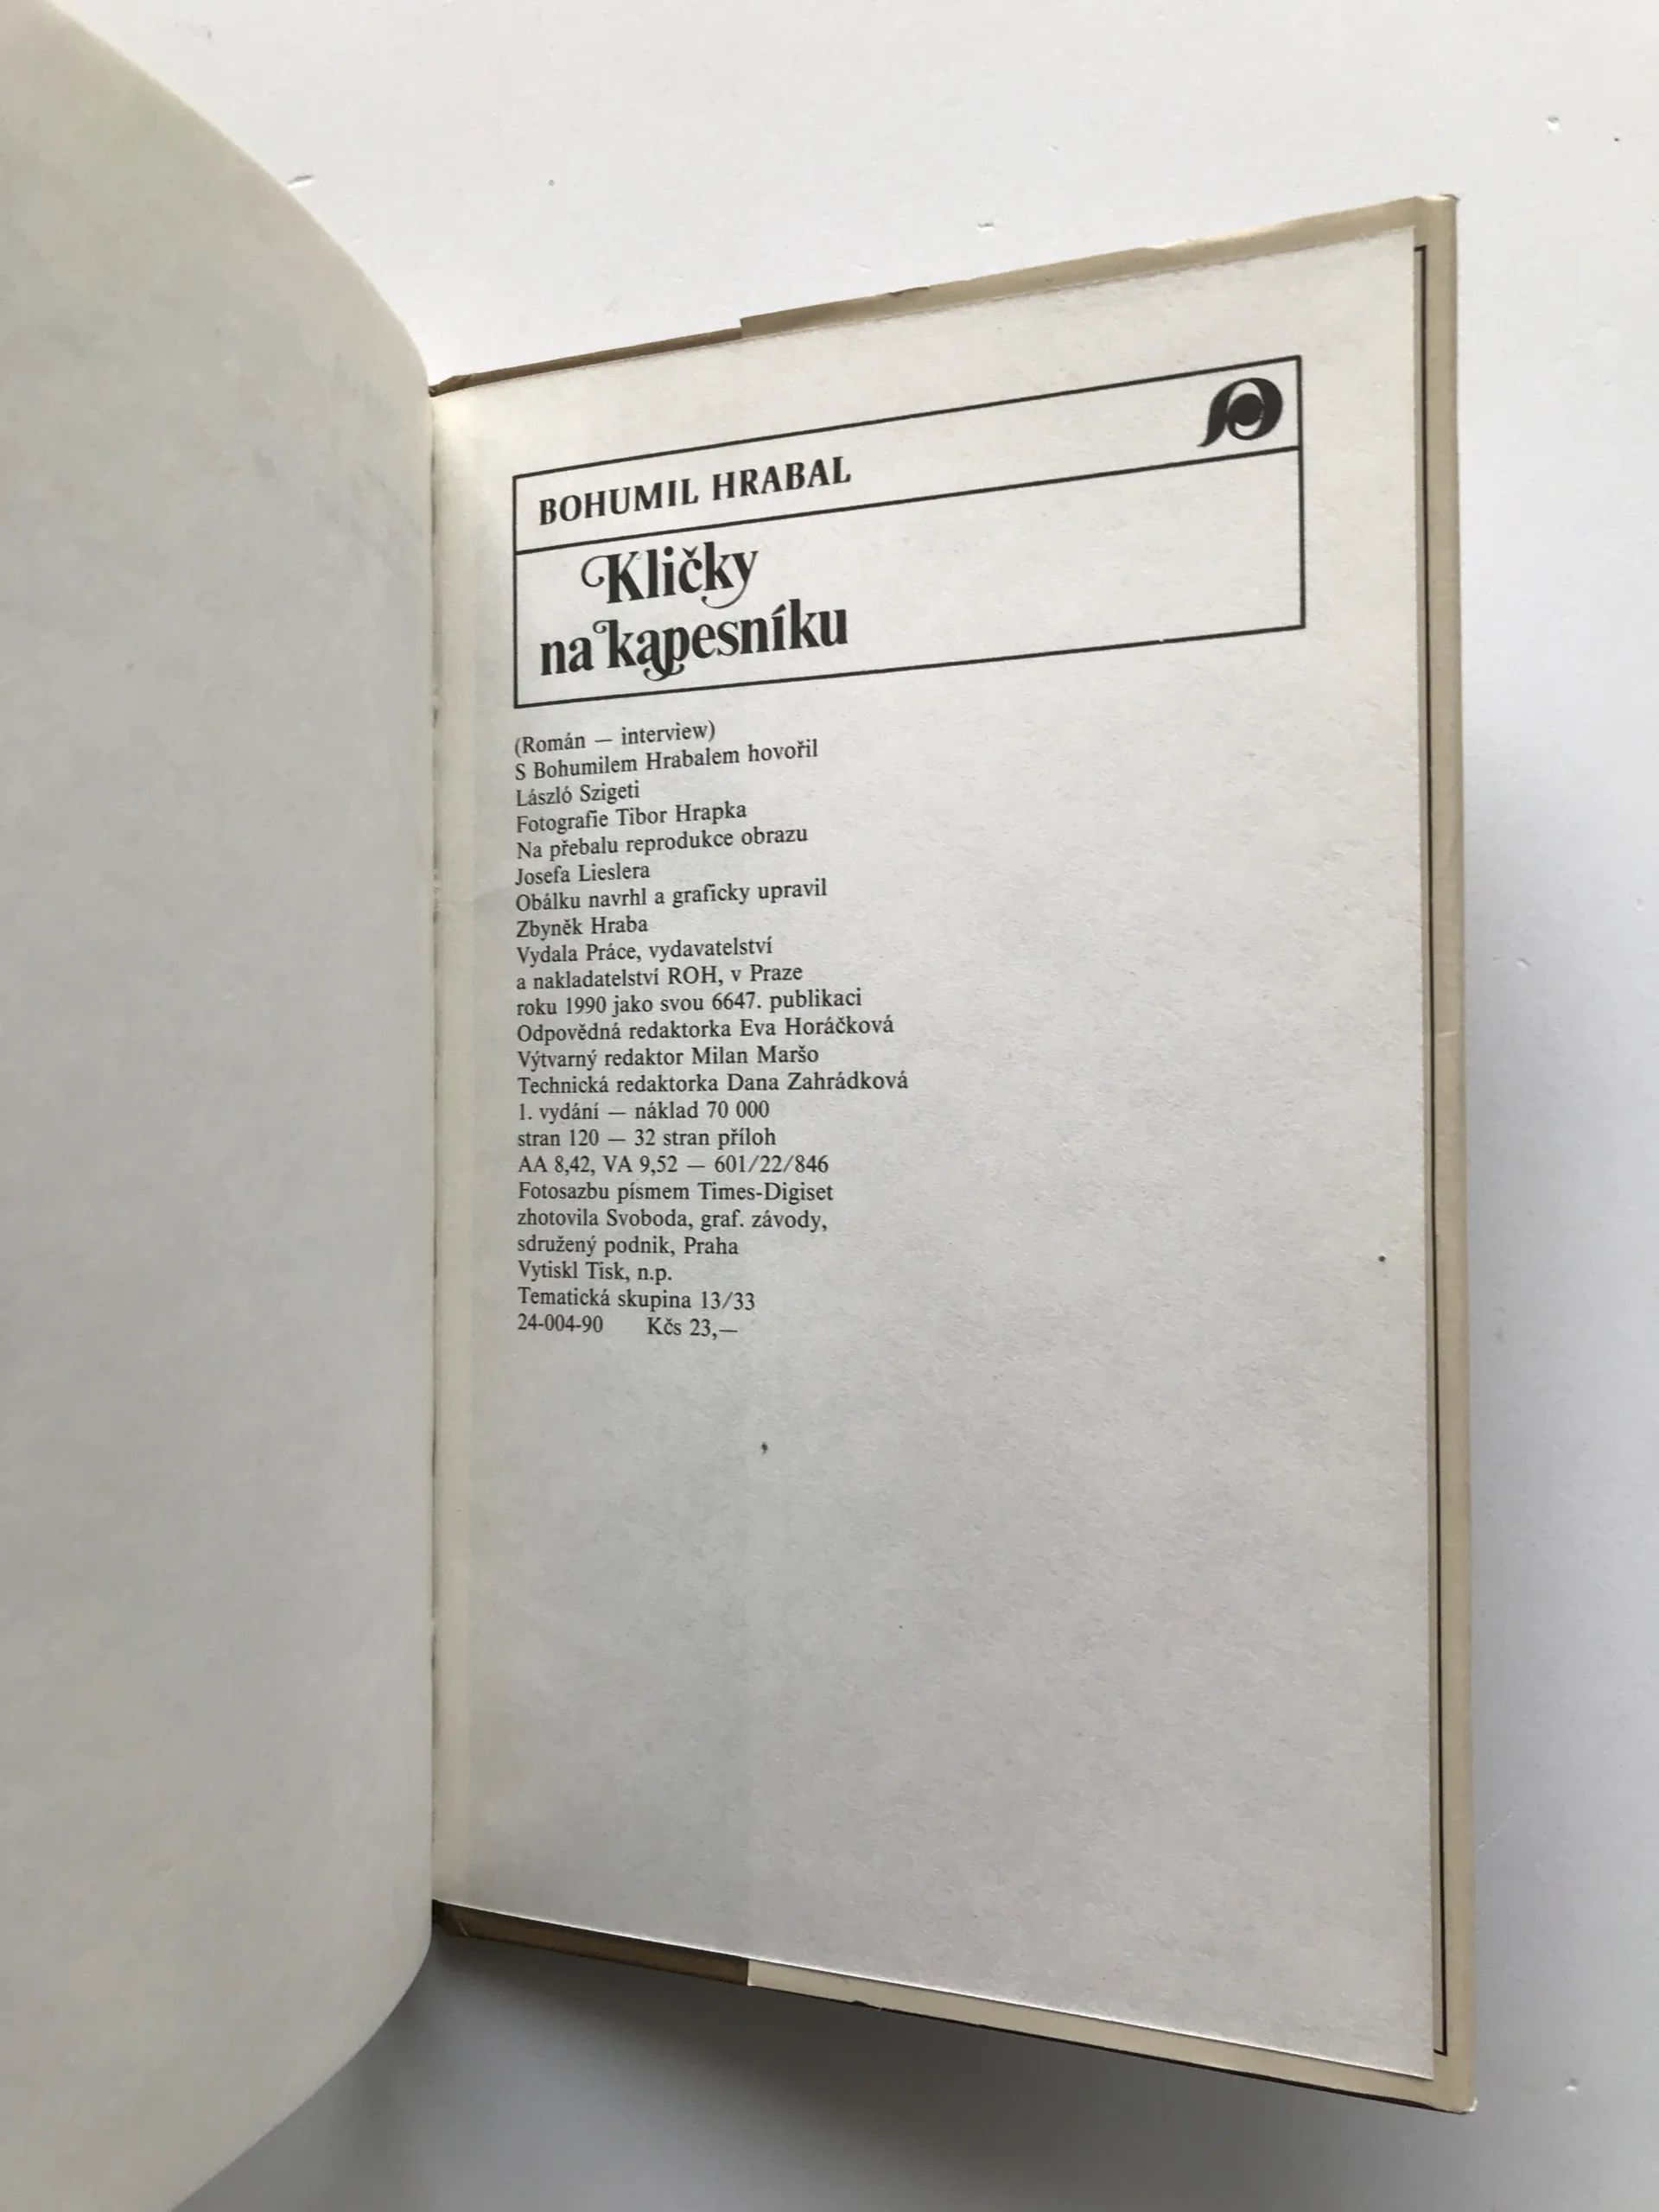 BOHUMIL HRABAL
Kličky
na kapesníku
(Román — interview)
S Bohumilem Hrabalem hovořil
László Szigeti
Fotografie Tibor Hrapka
Na přebalu reprodukce obrazu
Josefa Lieslera
Obálku navrhl a graficky upravil
Zbyněk Hraba
Vydala Práce, vydavatelství
a nakladatelství ROH, v Praze
roku 1990 jako svou 6647. publikaci
Odpovědná redaktorka Eva Horáčková
Výtvarný redaktor Milan Maršo
Technická redaktorka Dana Zahrádková
1. vydání — náklad 70 000
stran 120 — 32 stran příloh
AA 8,42, VA 9,52 — 601/22/846
Fotosazbu písmem Times-Digiset
zhotovila Svoboda, graf. závody,
sdružený podnik, Praha
Vytiskl Tisk, n.p.
Tematická skupina 13/33
24-004-90 Kčs 23,—